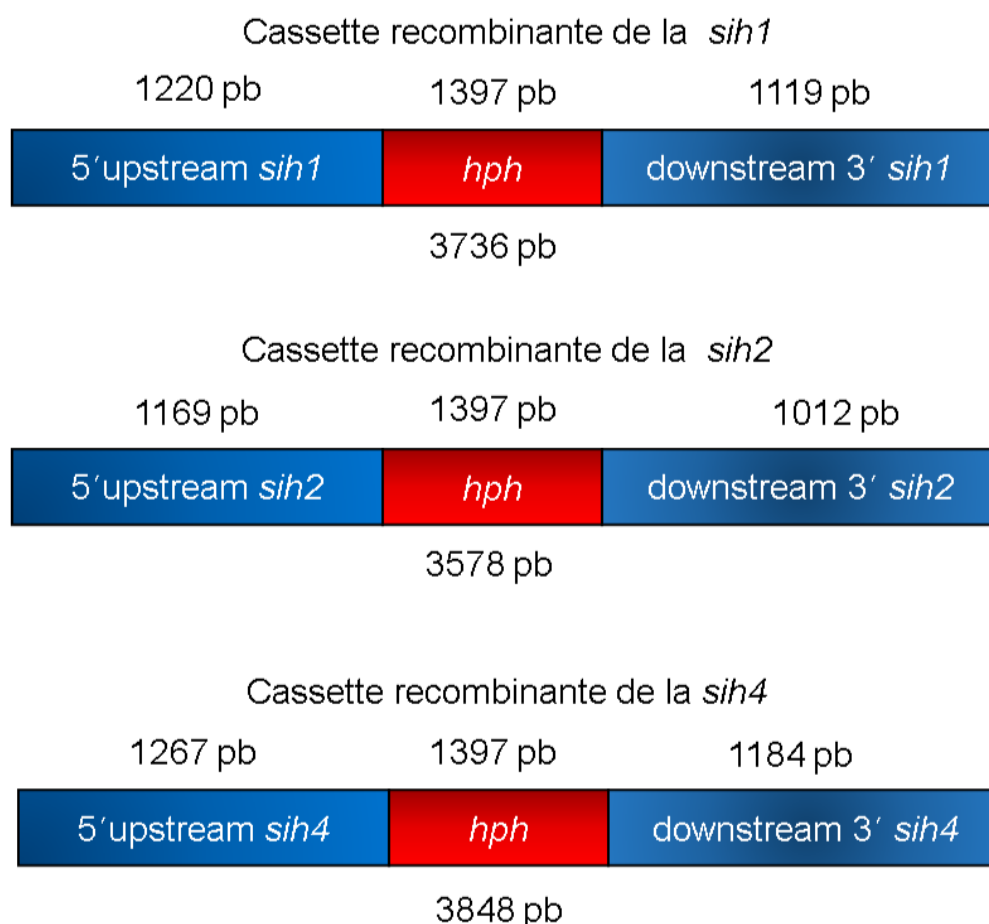 Cassette recombinante de la sih1
1220 pb 1397 pb 1119 pb
5´upstream sih1 hph downstream 3´ sih1
3736 pb
Cassette recombinante de la sih2
1169 pb 1397 pb 1012 pb
5´upstream sih2 hph downstream 3´ sih2
3578 pb
Cassette recombinante de la sih4
1267 pb 1397 pb 1184 pb
5´upstream sih4 hph downstream 3´ sih4
3848 pb